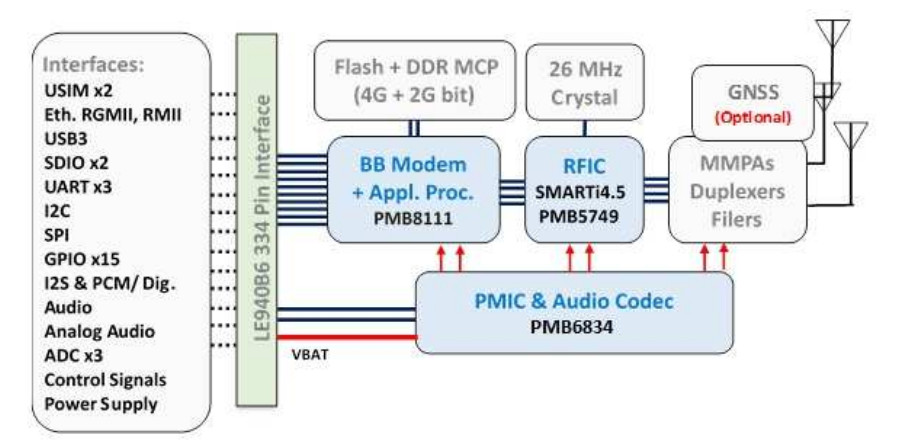 Interfaces:
USIM x2
Eth. RGMII, RMII
USB3
SDIO x2
UART x3
I2C
SPI
GPIO x15
I2S & PCM/ Dig.
Audio
Analog Audio
ADC x3
Control Signals
Power Supply
LE940B6 334 Pin Interface
Flash + DDR MCP
(4G + 2G bit)
26 MHz
Crystal
GNSS
(Optional)
BB Modem
+ Appl. Proc.
PMB8111
RFIC
SMARTi4.5
PMB5749
MMPAs
Duplexers
Filers
PMIC & Audio Codec
PMB6834
VBAT